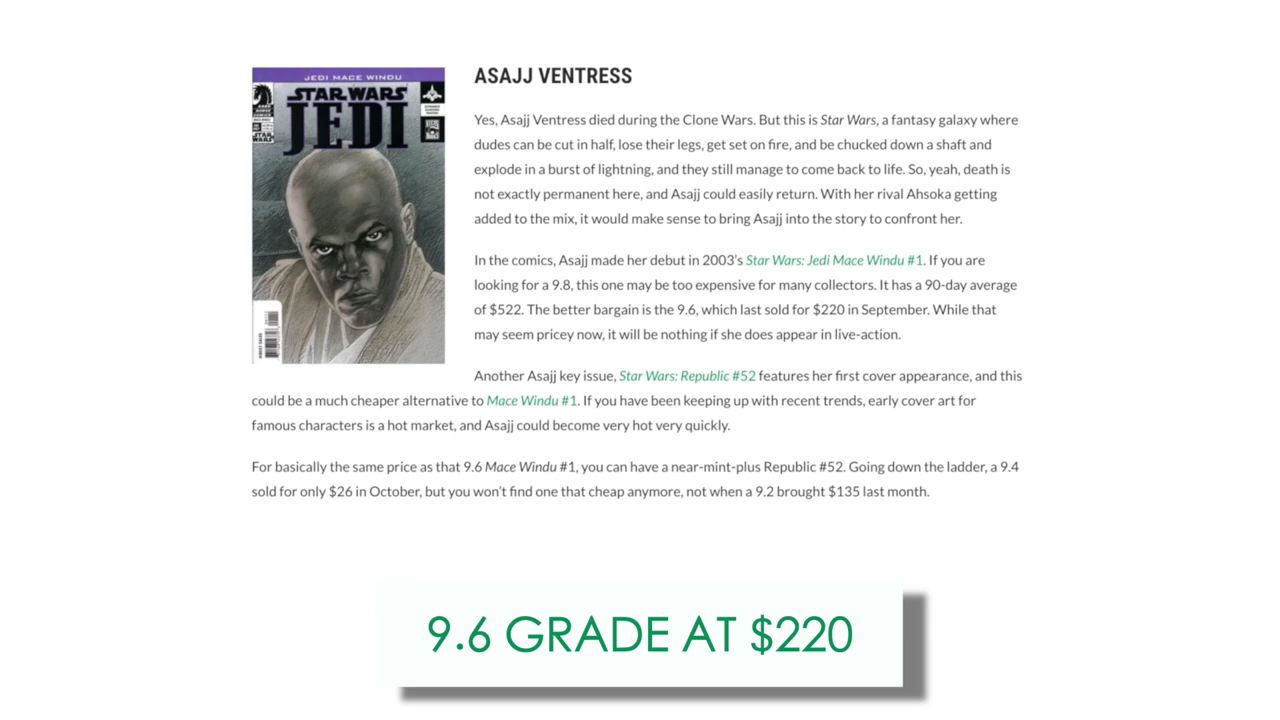 JEDI MACE WINDU
STAR WARS
JEDI
DARK HORSE COMICS
STAR WARS
ASAJJ VENTRESS
Yes, Asajj Ventress died during the Clone Wars. But this is Star Wars, a fantasy galaxy where
dudes can be cut in half, lose their legs, get set on fire, and be chucked down a shaft and
explode in a burst of lightning, and they still manage to come back to life. So, yeah, death is
not exactly permanent here, and Asajj could easily return. With her rival Ahsoka getting
added to the mix, it would make sense to bring Asajj into the story to confront her.
In the comics, Asajj made her debut in 2003’s Star Wars: Jedi Mace Windu #1. If you are
looking for a 9.8, this one may be too expensive for many collectors. It has a 90-day average
of $522. The better bargain is the 9.6, which last sold for $220 in September. While that
may seem pricey now, it will be nothing if she does appear in live-action.
Another Asajj key issue, Star Wars: Republic #52 features her first cover appearance, and this
could be a much cheaper alternative to Mace Windu #1. If you have been keeping up with recent trends, early cover art for
famous characters is a hot market, and Asajj could become very hot very quickly.
For basically the same price as that 9.6 Mace Windu #1, you can have a near-mint-plus Republic #52. Going down the ladder, a 9.4
sold for only $26 in October, but you won’t find one that cheap anymore, not when a 9.2 brought $135 last month.
9.6 GRADE AT $220